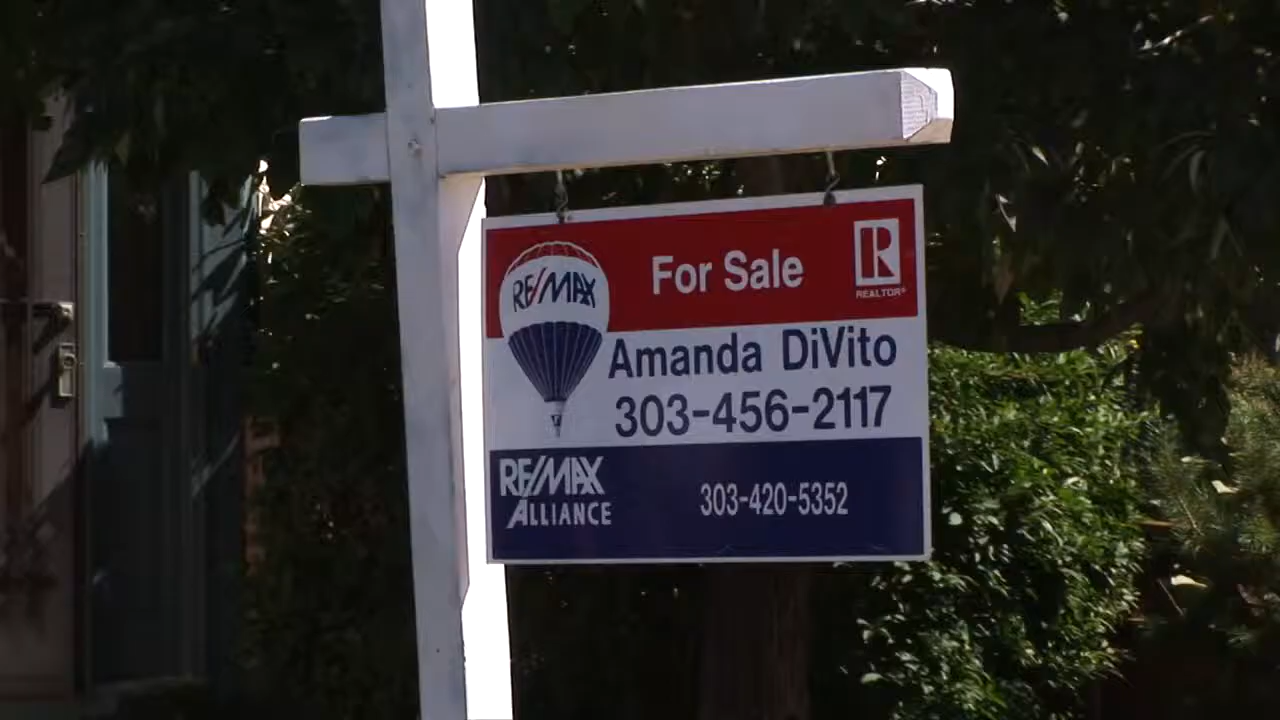 For Sale
REALTOR®
RE/MAX
Amanda DiVito
303-456-2117
RE/MAX
ALLIANCE
303-420-5352